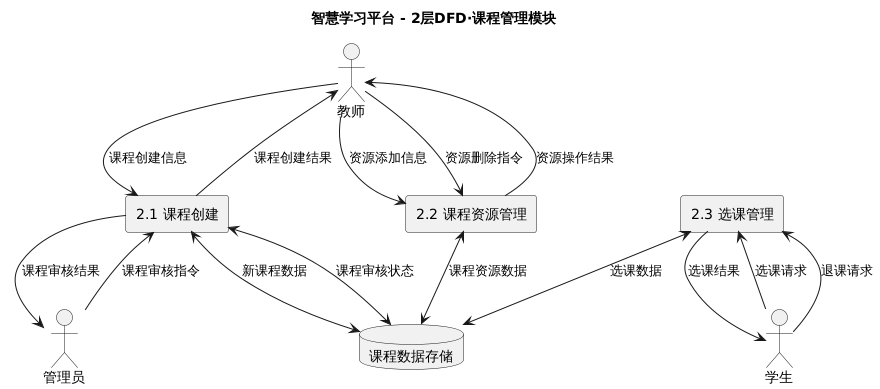 智慧学习平台 - 2层DFD·课程管理模块
教师
课程创建信息
课程创建结果
资源添加信息
资源删除指令
资源操作结果
2.1 课程创建
2.2 课程资源管理
2.3 选课管理
课程审核结果
课程审核指令
新课程数据
课程审核状态
课程资源数据
选课数据
选课结果
选课请求
退课请求
管理员
课程数据存储
学生